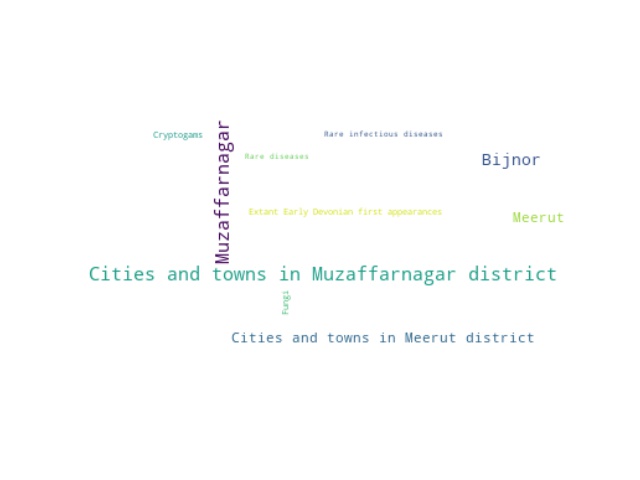 Cryptogams
Muzaffarnagar
Rare infectious diseases
Rare diseases
Bijnor
Extant Early Devonian first appearances
Meerut
Cities and towns in Muzaffarnagar district
Fungi
Cities and towns in Meerut district